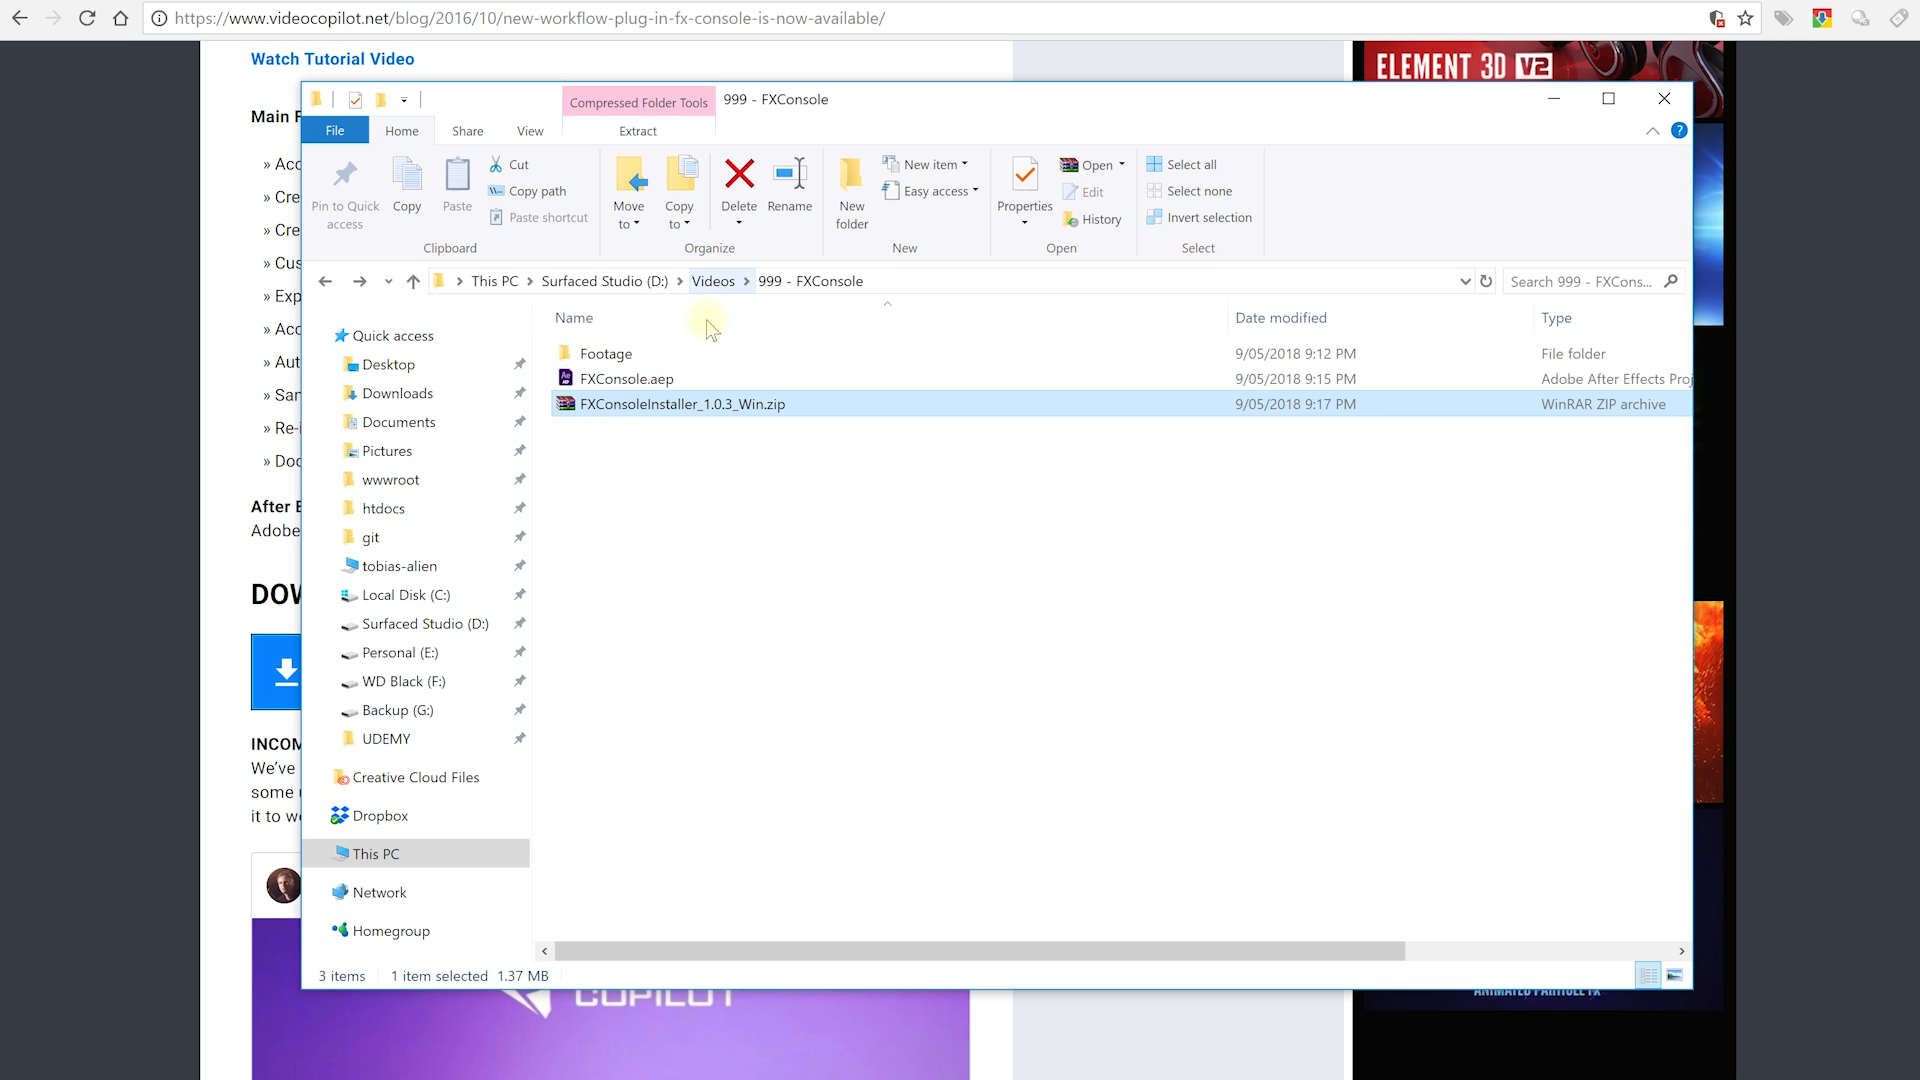 https://www.videocopilot.net/blog/2016/10/new-workflow-plug-in-fx-console-is-now-available/
Watch Tutorial Video
ELEMENT 3D V2
Compressed Folder Tools
999 - FXConsole
Main F
File
Home
Share
View
Extract
» Acc
» Cre
» Cre
» Cus
» Exp
» Acc
» Aut
» San
» Re-i
» Doc
Pin to Quick access
Copy
Paste
Cut
Copy path
Paste shortcut
Clipboard
Move to
Copy to
Delete
Rename
Organize
New folder
New item
Easy access
New
Properties
Open
Edit
History
Open
Select all
Select none
Invert selection
Select
This PC
Surfaced Studio (D:)
Videos
999 - FXConsole
Search 999 - FXCons...
Name
Date modified
Type
Footage
9/05/2018 9:12 PM
File folder
FXConsole.aep
9/05/2018 9:15 PM
Adobe After Effects Proj
FXConsoleInstaller_1.0.3_Win.zip
9/05/2018 9:17 PM
WinRAR ZIP archive
Quick access
Desktop
Downloads
Documents
Pictures
wwwroot
htdocs
git
tobias-alien
Local Disk (C:)
Surfaced Studio (D:)
Personal (E:)
WD Black (F:)
Backup (G:)
UDEMY
Creative Cloud Files
Dropbox
This PC
Network
Homegroup
After E
Adobe
DOW
INCOM
We've
some
it to we
3 items
1 item selected
1.37 MB
COPILOT
ANIMATED PARTICLE FX